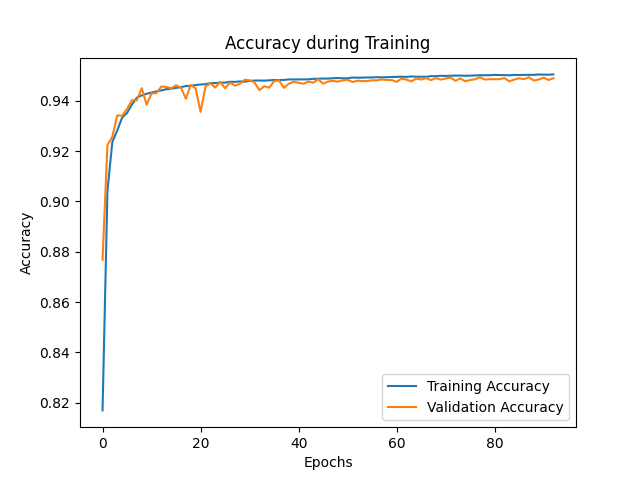 Accuracy during Training
0.94
0.92
0.90
0.88
0.86
0.84
0.82
Accuracy
0 20 40 60 80
Epochs
Training Accuracy
Validation Accuracy